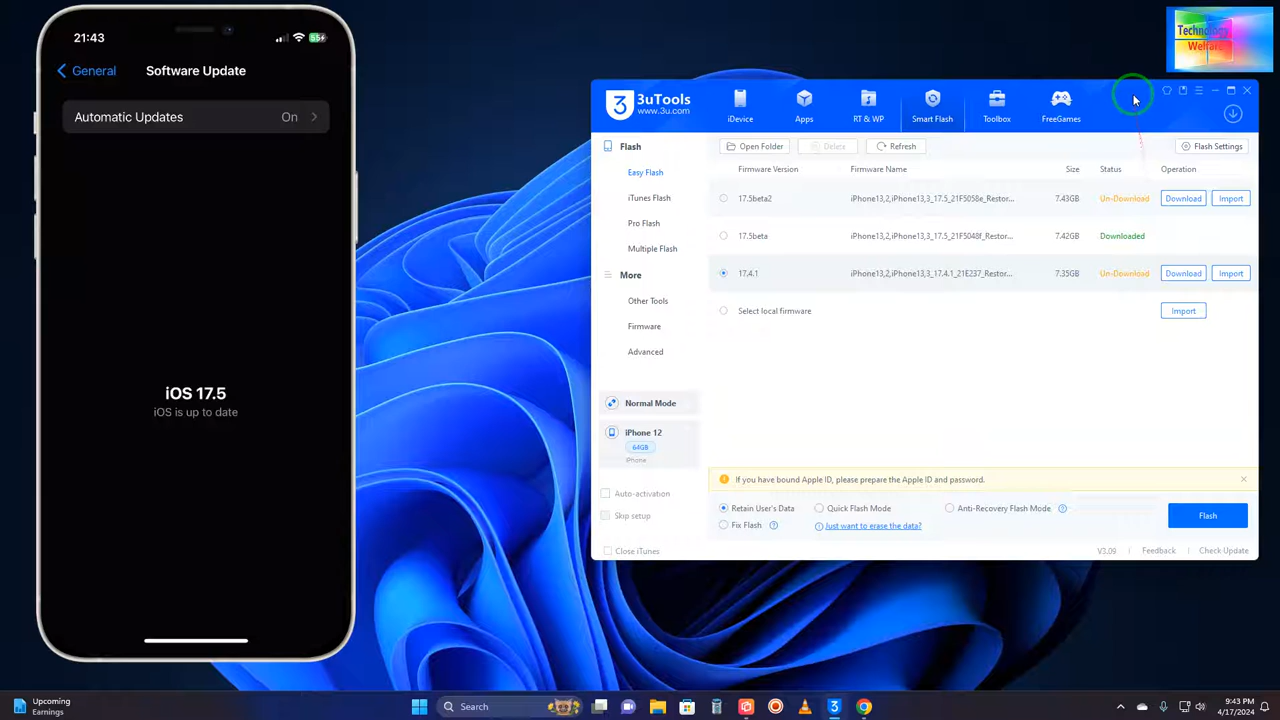 21:43
55
General
Software Update
Automatic Updates
On
iOS 17.5
iOS is up to date
Technology
Welfare
3
3uTools
www.3u.com
iDevice
Apps
RT & WP
Smart Flash
Toolbox
FreeGames
Flash
Easy Flash
iTunes Flash
Pro Flash
Multiple Flash
More
Other Tools
Firmware
Advanced
Normal Mode
iPhone 12
64GB
iPhone
Auto-activation
Skip setup
Close iTunes
Open Folder
Delete
Refresh
Flash Settings
Firmware Version Firmware Name Size Status Operation
17.5beta2 iPhone13,2,iPhone13,3_17.5_21F5058e_Restor... 7.43GB Un-Download Download Import
17.5beta iPhone13,2,iPhone13,3_17.5_21F5048f_Restor... 7.42GB Downloaded
17.4.1 iPhone13,2,iPhone13,3_17.4.1_21E237_Restor... 7.35GB Un-Download Download Import
Select local firmware Import
If you have bound Apple ID, please prepare the Apple ID and password.
Retain User's Data Quick Flash Mode Anti-Recovery Flash Mode
Fix Flash Just want to erase the data?
Flash
V3.09 Feedback Check Update
Upcoming
Earnings
Search
3
9:43 PM
4/17/2024